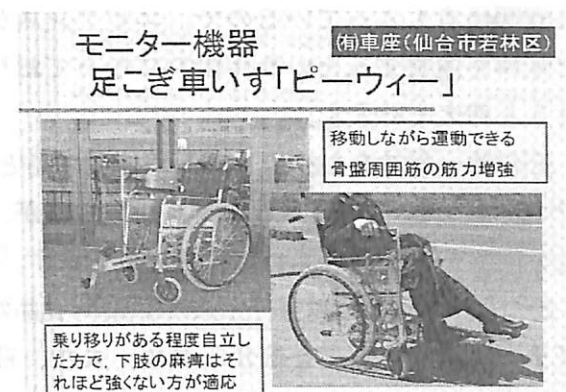 モニター機器
㈲車座(仙台市若林区)
足こぎ車いす「ピーウィー」
移動しながら運動できる
骨盤周囲筋の筋力増強
乗り移りがある程度自立し
た方で，下肢の麻痺はそ
れほど強くない方が適応